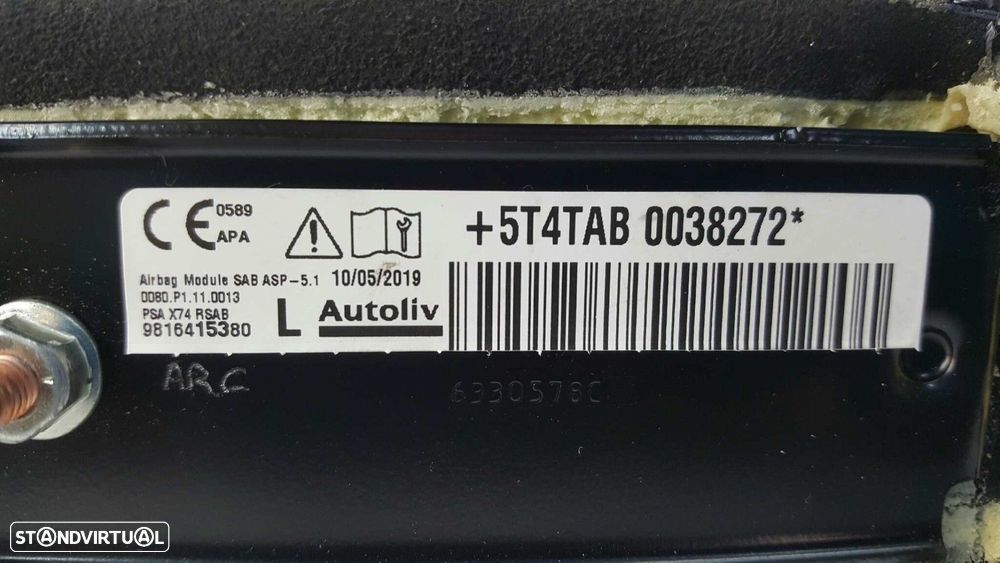 CE 0589
APA
+5T4TAB 0038272*
Airbag Module SAB ASP-5.1 10/05/2019
0080.P1.11.0013
PSA X74 RSAB
9816415380
L Autoliv
ARC
6330578C
STANDVIRTUAL